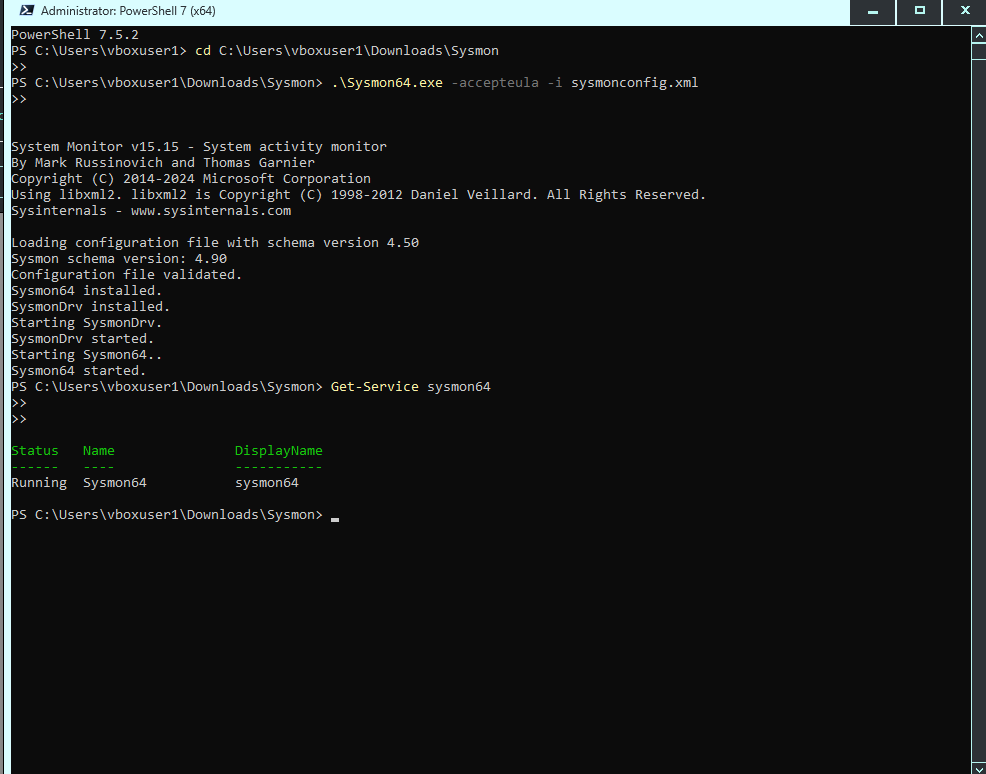 Administrator: PowerShell 7 (x64)
PowerShell 7.5.2
PS C:\Users\vboxuser1> cd C:\Users\vboxuser1\Downloads\Sysmon
>>
PS C:\Users\vboxuser1\Downloads\Sysmon> .\Sysmon64.exe -accepteula -i sysmonconfig.xml
>>
System Monitor v15.15 - System activity monitor
By Mark Russinovich and Thomas Garnier
Copyright (C) 2014-2024 Microsoft Corporation
Using libxml2. libxml2 is Copyright (C) 1998-2012 Daniel Veillard. All Rights Reserved.
Sysinternals - www.sysinternals.com
Loading configuration file with schema version 4.50
Sysmon schema version: 4.90
Configuration file validated.
Sysmon64 installed.
SysmonDrv installed.
Starting SysmonDrv.
SysmonDrv started.
Starting Sysmon64..
Sysmon64 started.
PS C:\Users\vboxuser1\Downloads\Sysmon> Get-Service sysmon64
>>
>>
Status   Name               DisplayName
------   ----               -----------
Running  Sysmon64           sysmon64
PS C:\Users\vboxuser1\Downloads\Sysmon>